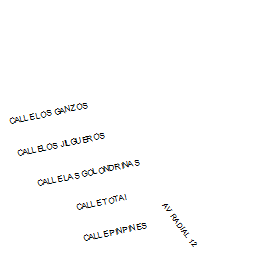 CALLE LOS GANZOS
CALLE LOS JILGUEROS
CALLE LAS GOLONDRINAS
CALLE TOTAI
CALLE PINPINES
AV RADIAL 12